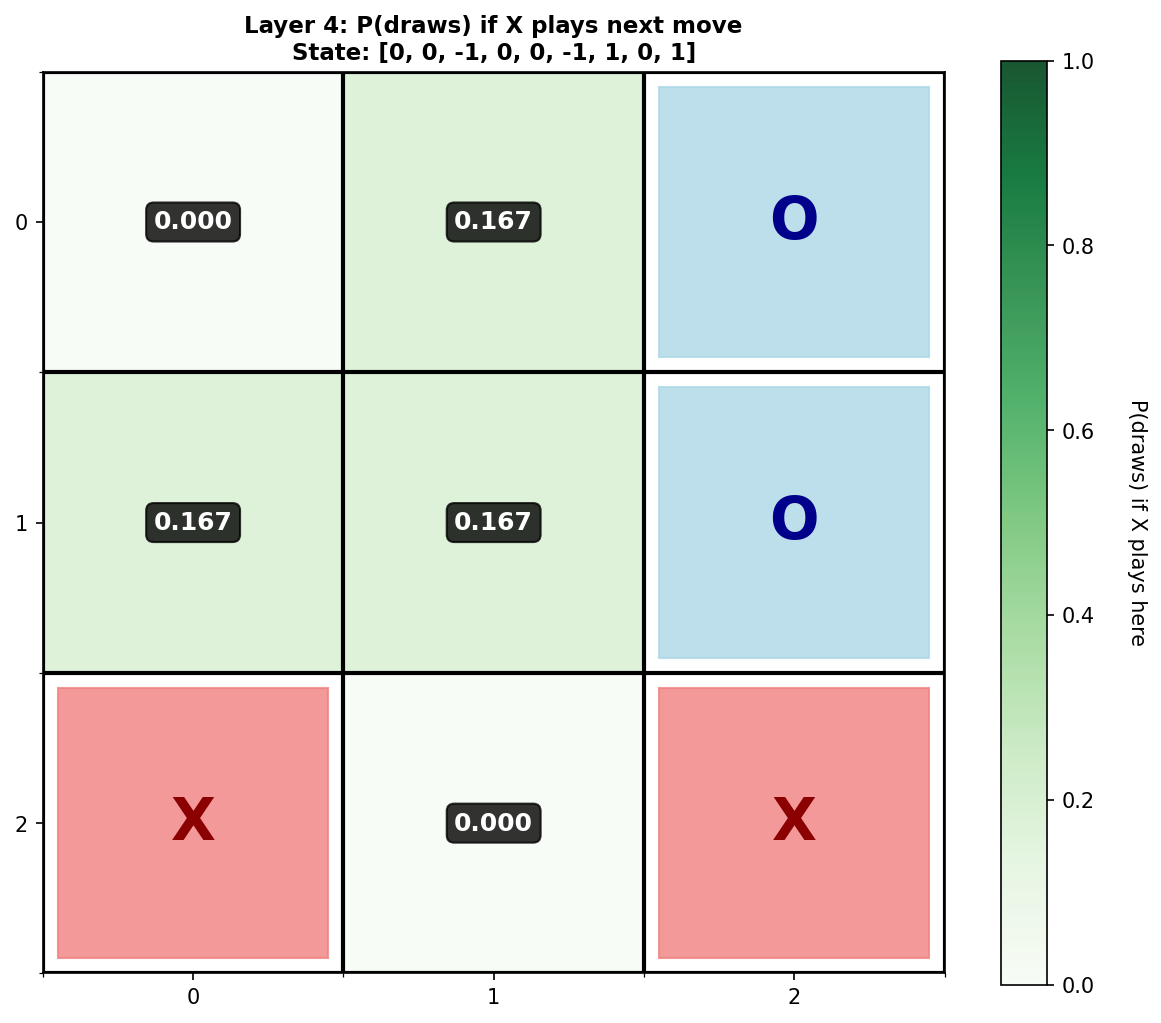 Layer 4: P(draws) if X plays next move
State: [0, 0, -1, 0, 0, -1, 1, 0, 1]
0 0.000 0.167 O
1 0.167 0.167 O
2 X 0.000 X
0 1 2
1.0
0.8
0.6
0.4
0.2
0.0
P(draws) if X plays here